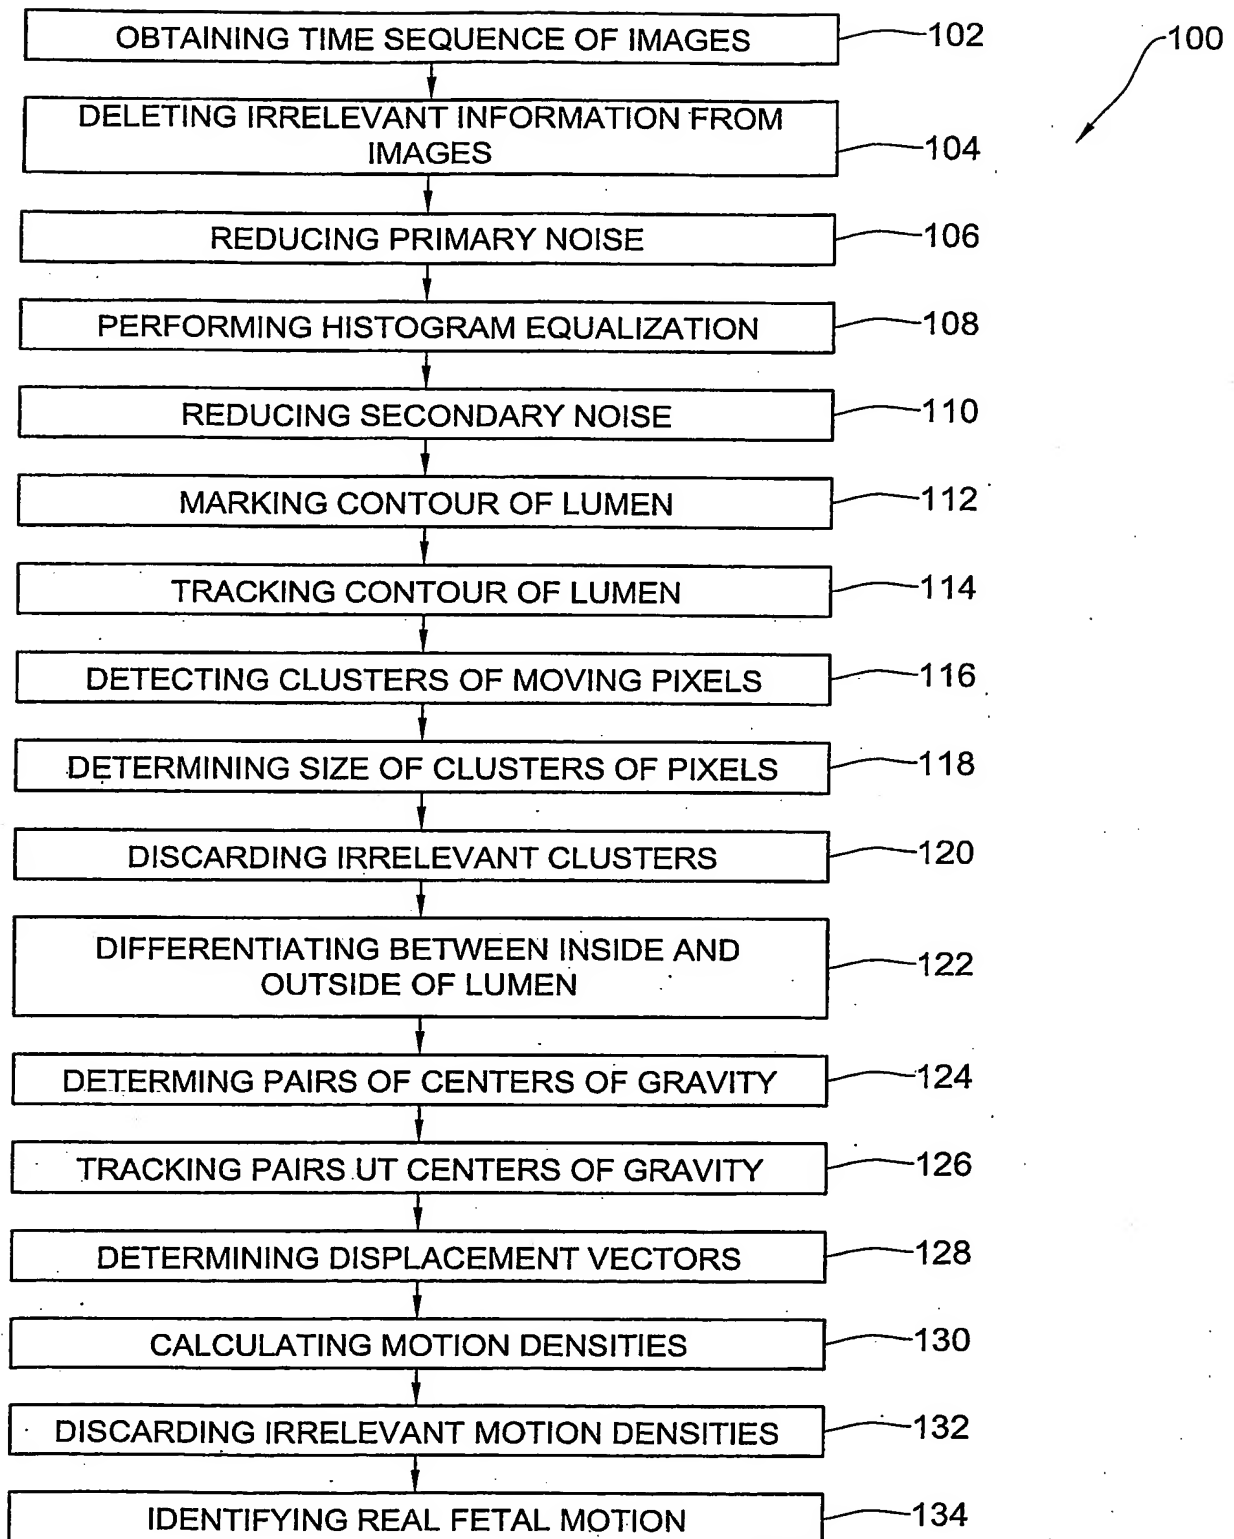 OBTAINING TIME SEQUENCE OF IMAGES 102
100
DELETING IRRELEVANT INFORMATION FROM
IMAGES 104
REDUCING PRIMARY NOISE 106
PERFORMING HISTOGRAM EQUALIZATION 108
REDUCING SECONDARY NOISE 110
MARKING CONTOUR OF LUMEN 112
TRACKING CONTOUR OF LUMEN 114
DETECTING CLUSTERS OF MOVING PIXELS 116
DETERMINING SIZE OF CLUSTERS OF PIXELS 118
DISCARDING IRRELEVANT CLUSTERS 120
DIFFERENTIATING BETWEEN INSIDE AND
OUTSIDE OF LUMEN 122
DETERMING PAIRS OF CENTERS OF GRAVITY 124
TRACKING PAIRS UT CENTERS OF GRAVITY 126
DETERMINING DISPLACEMENT VECTORS 128
CALCULATING MOTION DENSITIES 130
DISCARDING IRRELEVANT MOTION DENSITIES 132
IDENTIFYING REAL FETAL MOTION 134